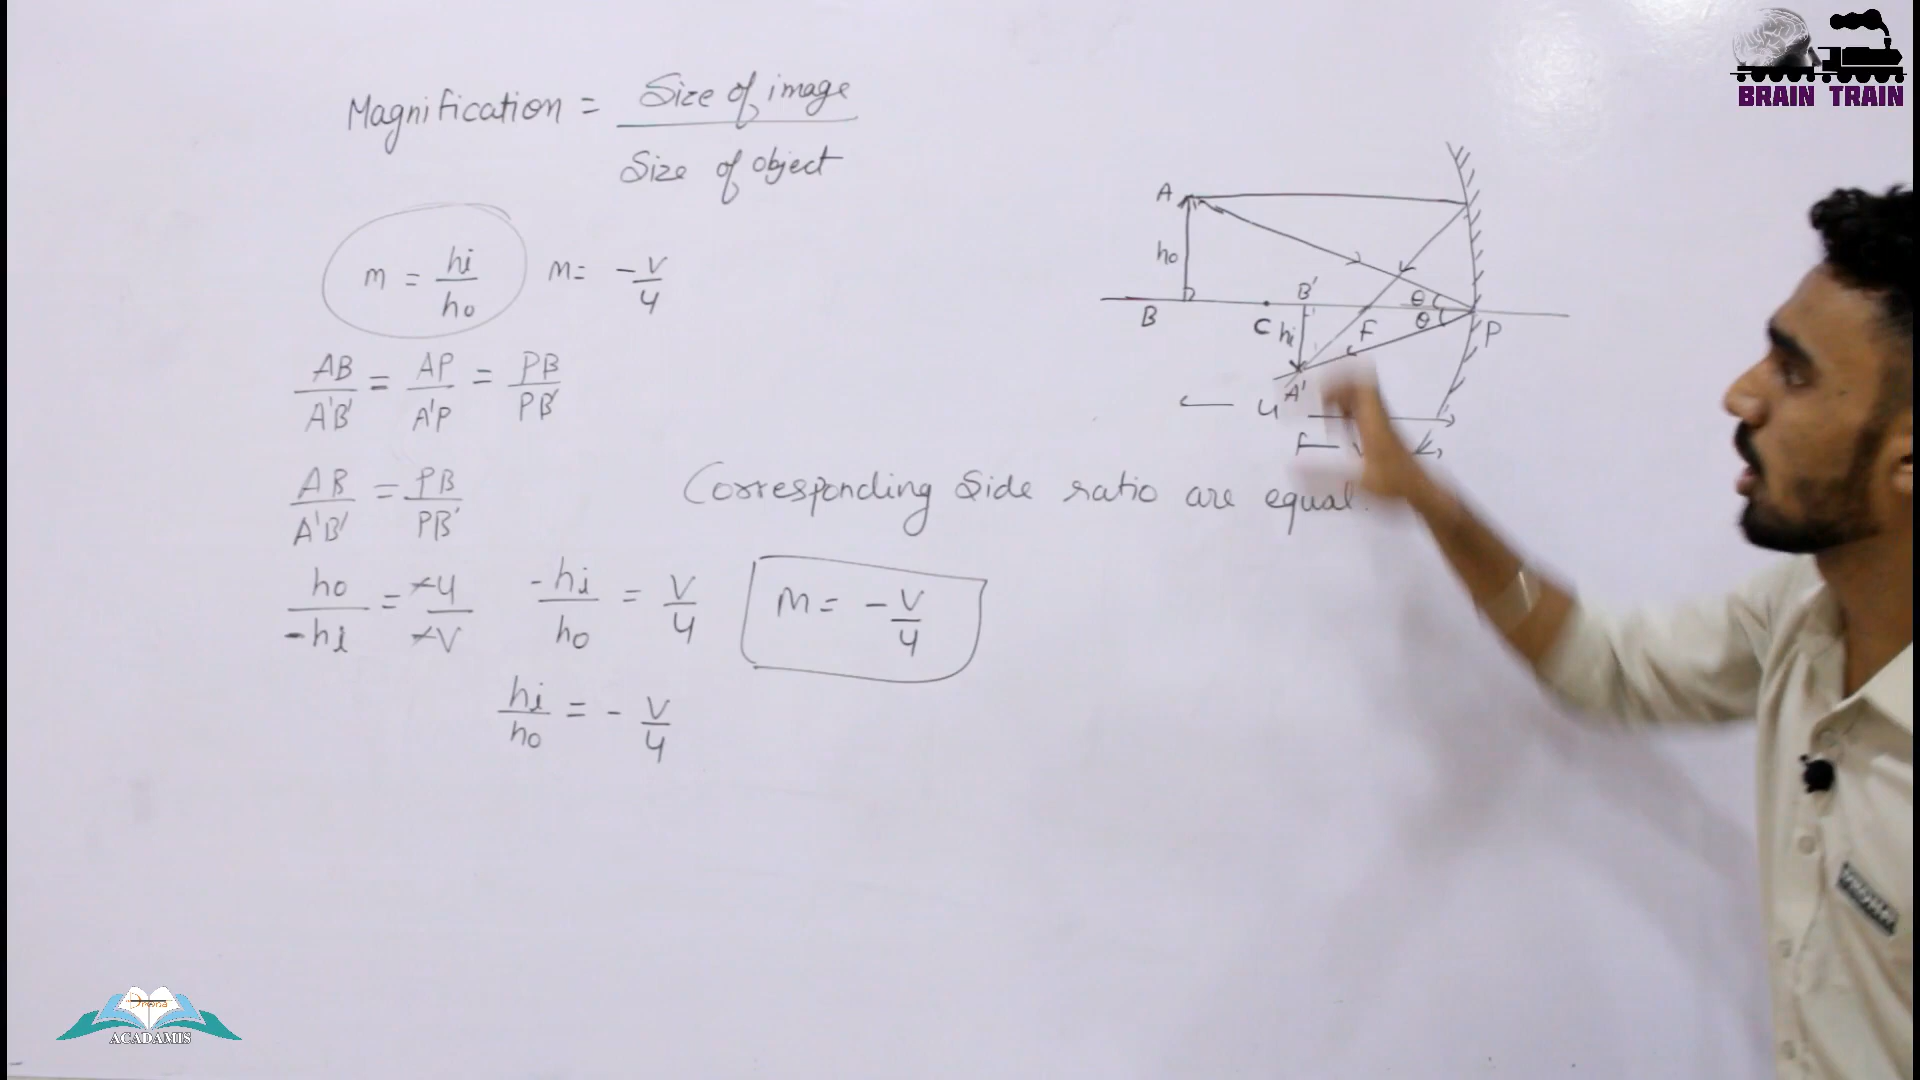 BRAIN TRAIN
Magnification = Size of image / Size of object
m = hi / ho
m = - v / u
AB / A'B' = AP / A'P = PB / PB'
AB / A'B' = PB / PB'
ho / -hi = -u / -v
-hi / ho = v / u
m = - v / u
hi / ho = - v / u
Corresponding Side ratio are equal.
A
ho
B
C
B'
hi
F
θ
θ
P
A'
u
Drona
ACADAMIS